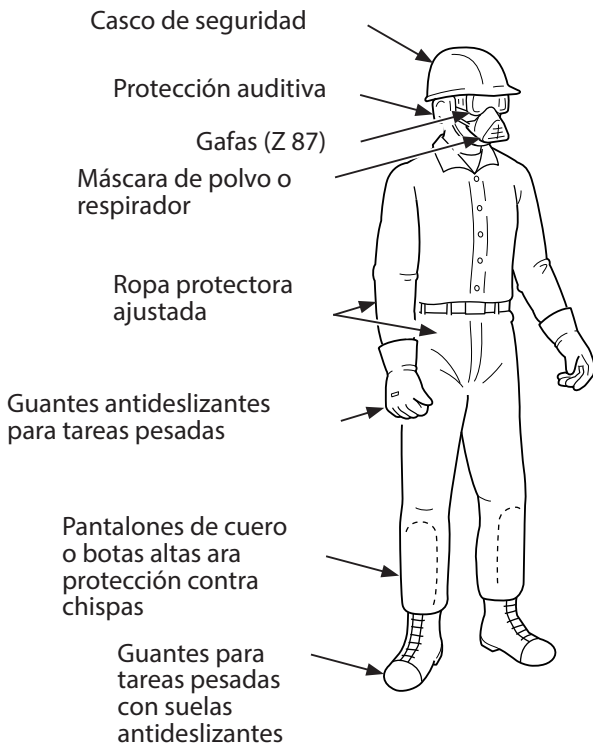 Casco de seguridad
Protección auditiva
Gafas (Z 87)
Máscara de polvo o
respirador
Ropa protectora
ajustada
Guantes antideslizantes
para tareas pesadas
Pantalones de cuero
o botas altas ara
protección contra
chispas
Guantes para
tareas pesadas
con suelas
antideslizantes